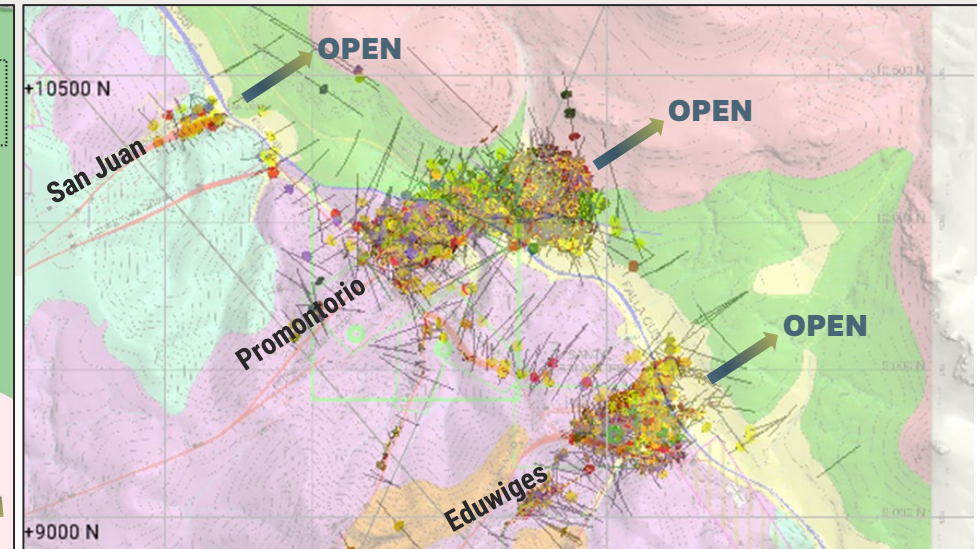 OPEN
+10500 N
OPEN
San Juan
Promontorio
OPEN
Eduwiges
+9000 N